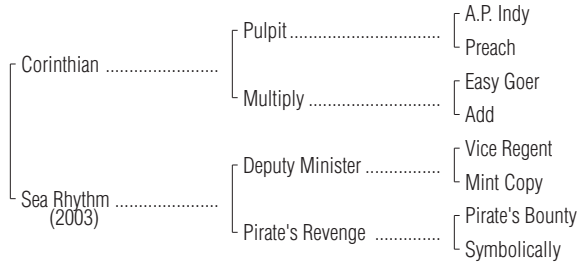 A.P. Indy
Pulpit
Preach
Corinthian
Easy Goer
Multiply
Add
Vice Regent
Deputy Minister
Mint Copy
Sea Rhythm
(2003)
Pirate's Bounty
Pirate's Revenge
Symbolically